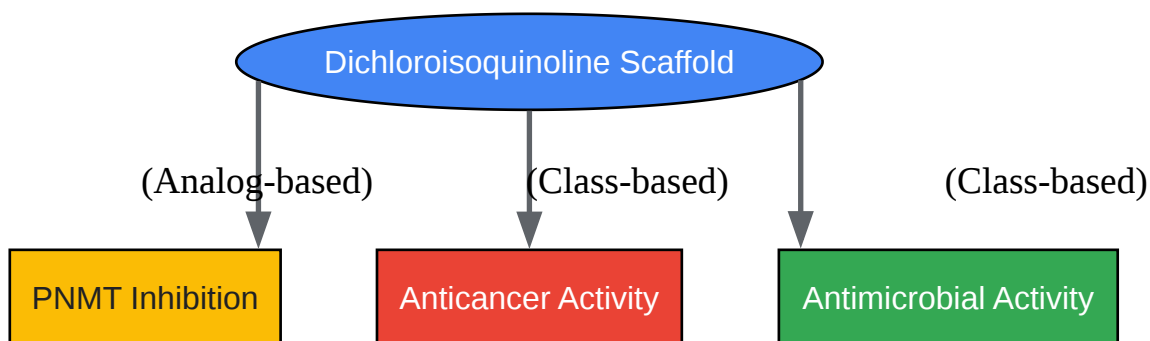 Dichloroisoquinoline Scaffold
(Analog-based) (Class-based) (Class-based)
PNMT Inhibition Anticancer Activity Antimicrobial Activity